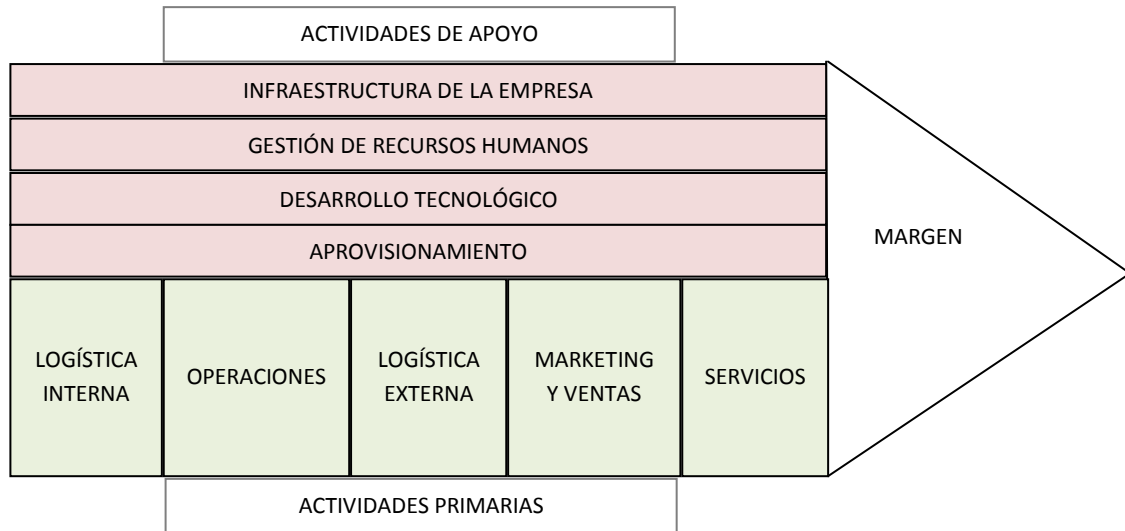 ACTIVIDADES DE APOYO
INFRAESTRUCTURA DE LA EMPRESA
GESTIÓN DE RECURSOS HUMANOS
DESARROLLO TECNOLÓGICO
APROVISIONAMIENTO
MARGEN
LOGÍSTICA
INTERNA
OPERACIONES
LOGÍSTICA
EXTERNA
MARKETING
Y VENTAS
SERVICIOS
ACTIVIDADES PRIMARIAS